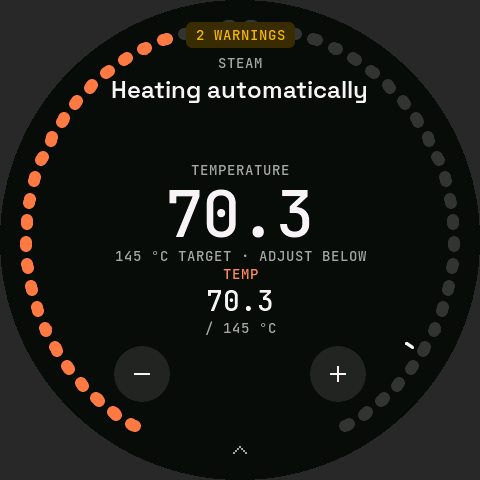 2 WARNINGS
STEAM
Heating automatically
TEMPERATURE
70.3
145 °C TARGET · ADJUST BELOW
TEMP
70.3
/ 145 °C
− +